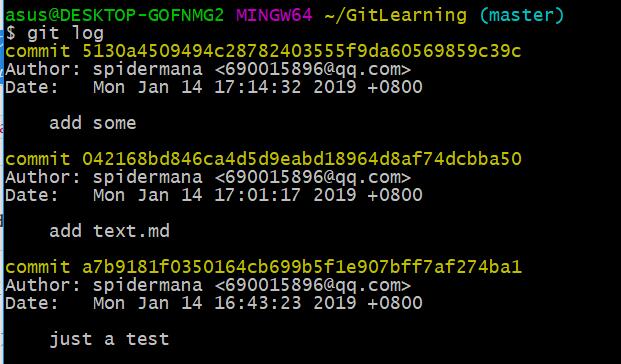 asus@DESKTOP-GOFNMG2 MINGW64 ~/GitLearning (master)
$ git log
commit 5130a4509494c28782403555f9da60569859c39c
Author: spidermana <690015896@qq.com>
Date:   Mon Jan 14 17:14:32 2019 +0800
    add some
commit 042168bd846ca4d5d9eabd18964d8af74dcbba50
Author: spidermana <690015896@qq.com>
Date:   Mon Jan 14 17:01:17 2019 +0800
    add text.md
commit a7b9181f0350164cb699b5f1e907bff7af274ba1
Author: spidermana <690015896@qq.com>
Date:   Mon Jan 14 16:43:23 2019 +0800
    just a test